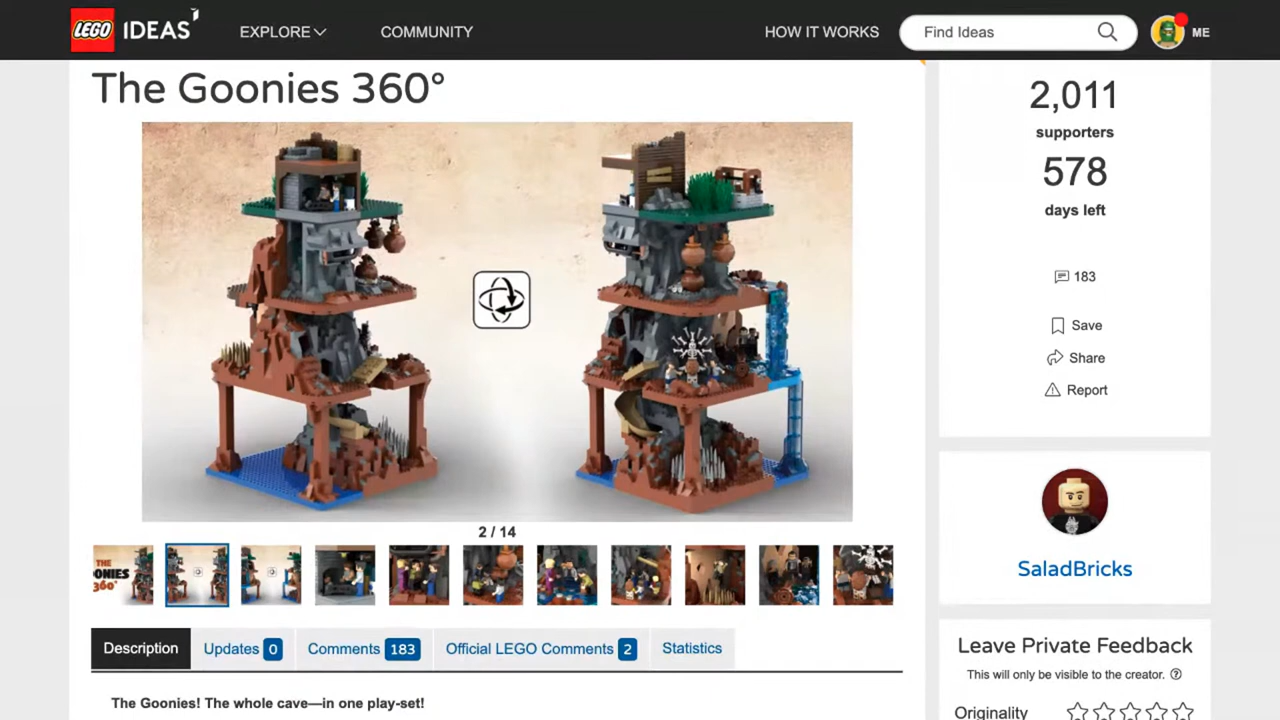 LEGO IDEAS EXPLORE COMMUNITY HOW IT WORKS Find Ideas ME
The Goonies 360°
2,011
supporters
578
days left
183
Save
Share
Report
2 / 14
THE
OONIES
360°
SaladBricks
Description Updates 0 Comments 183 Official LEGO Comments 2 Statistics
Leave Private Feedback
This will only be visible to the creator.
The Goonies! The whole cave—in one play-set!
Originality